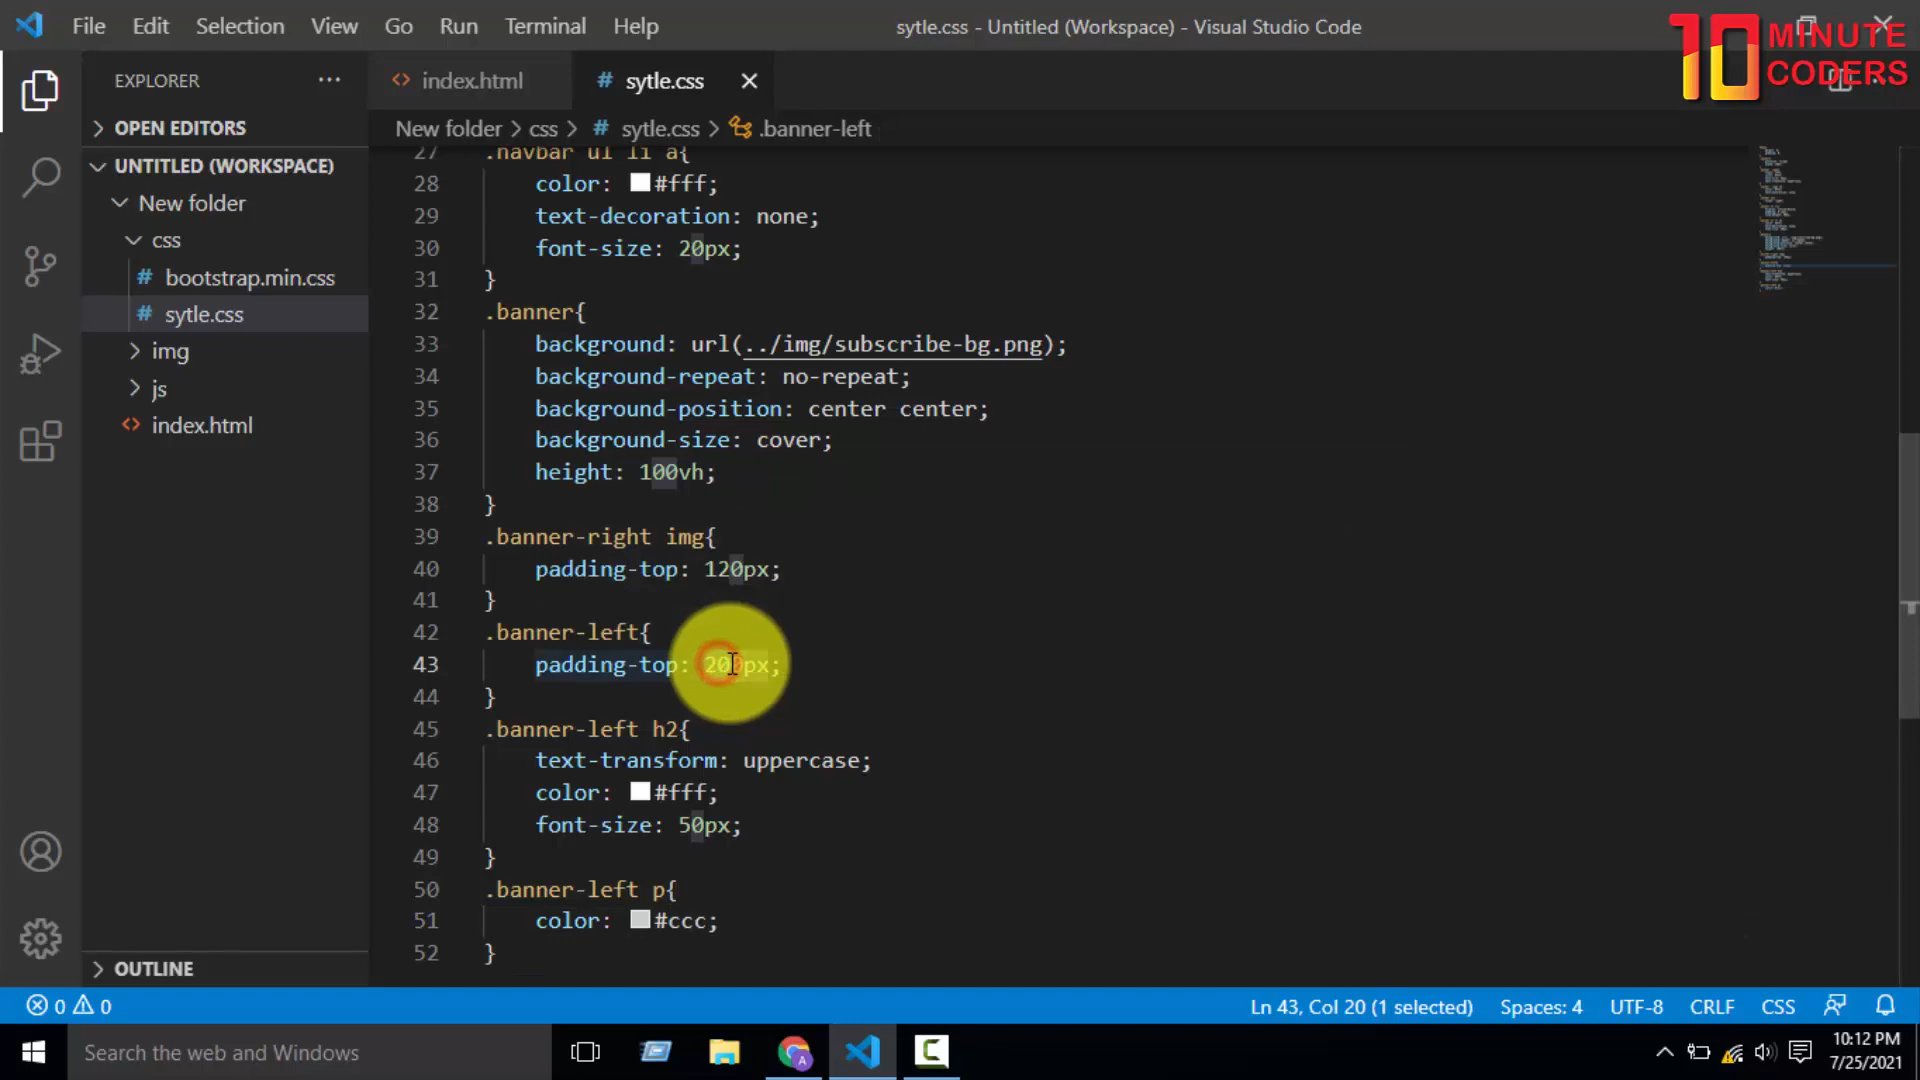 File Edit Selection View Go Run Terminal Help
sytle.css - Untitled (Workspace) - Visual Studio Code
10 MINUTE CODERS
EXPLORER
index.html
# sytle.css
OPEN EDITORS
New folder > css > # sytle.css > .banner-left
UNTITLED (WORKSPACE)
New folder
css
# bootstrap.min.css
# sytle.css
img
js
index.html
OUTLINE
27 .navbar ul li a{
28 color: #fff;
29 text-decoration: none;
30 font-size: 20px;
31 }
32 .banner{
33 background: url(../img/subscribe-bg.png);
34 background-repeat: no-repeat;
35 background-position: center center;
36 background-size: cover;
37 height: 100vh;
38 }
39 .banner-right img{
40 padding-top: 120px;
41 }
42 .banner-left{
43 padding-top: 200px;
44 }
45 .banner-left h2{
46 text-transform: uppercase;
47 color: #fff;
48 font-size: 50px;
49 }
50 .banner-left p{
51 color: #ccc;
52 }
0 0
Ln 43, Col 20 (1 selected) Spaces: 4 UTF-8 CRLF CSS
Search the web and Windows
10:12 PM
7/25/2021